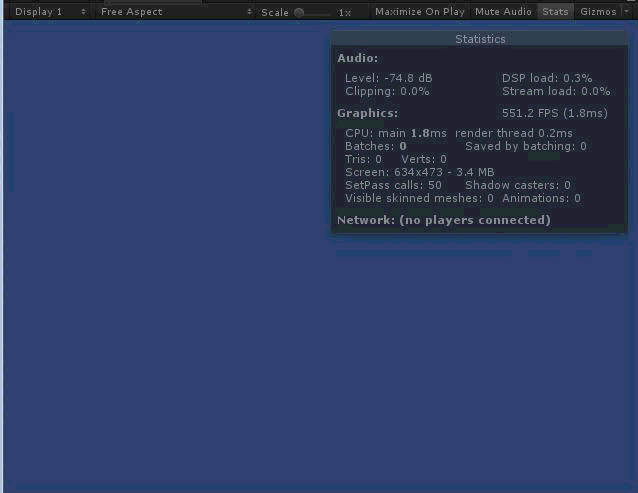 Display 1 Free Aspect Scale 1x Maximize On Play Mute Audio Stats Gizmos
Statistics
Audio:
Level: -74.8 dB DSP load: 0.3%
Clipping: 0.0% Stream load: 0.0%
Graphics: 551.2 FPS (1.8ms)
CPU: main 1.8ms render thread 0.2ms
Batches: 0 Saved by batching: 0
Tris: 0 Verts: 0
Screen: 634x473 - 3.4 MB
SetPass calls: 50 Shadow casters: 0
Visible skinned meshes: 0 Animations: 0
Network: (no players connected)